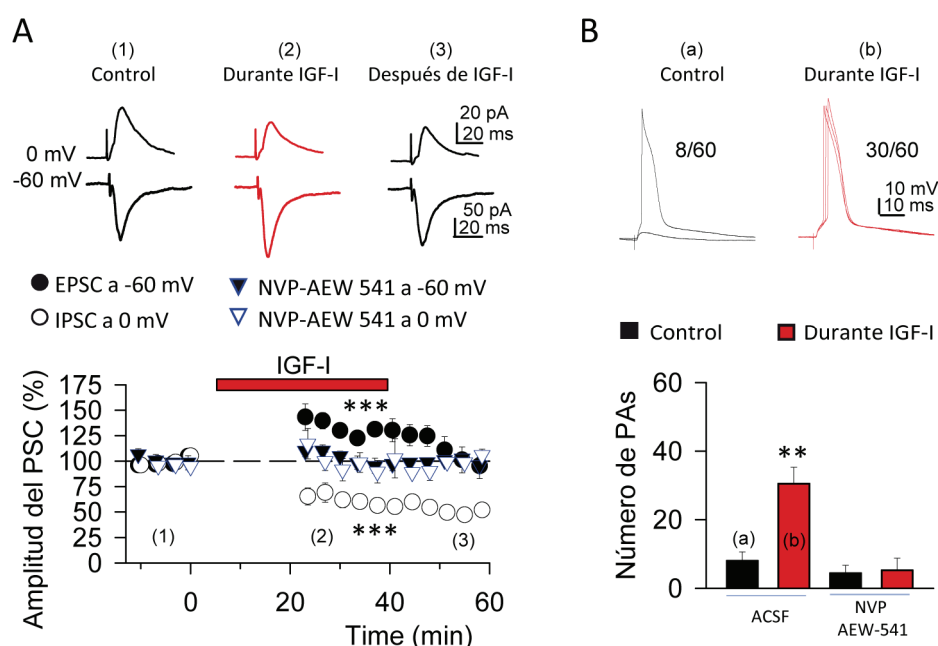 A
(1)
Control
(2)
Durante IGF-I
(3)
Después de IGF-I
20 pA
20 ms
0 mV
-60 mV
50 pA
20 ms
EPSC a -60 mV
NVP-AEW 541 a -60 mV
IPSC a 0 mV
NVP-AEW 541 a 0 mV
IGF-I
Amplitud del PSC (%)
175
150
125
100
75
50
25
0
***
***
(1)
(2)
(3)
0
20
40
60
Time (min)
B
(a)
Control
(b)
Durante IGF-I
8/60
30/60
10 mV
10 ms
Control
Durante IGF-I
Número de PAs
60
40
20
0
**
(a)
(b)
ACSF
NVP
AEW-541